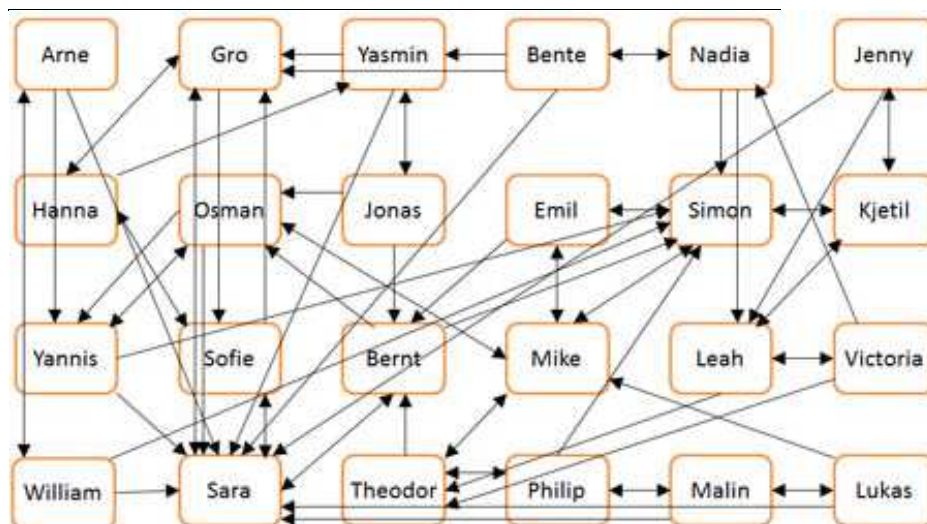 Arne Gro Yasmin Bente Nadia Jenny
Hanna Osman Jonas Emil Simon Kjetil
Yannis Sofie Bernt Mike Leah Victoria
William Sara Theodor Philip Malin Lukas